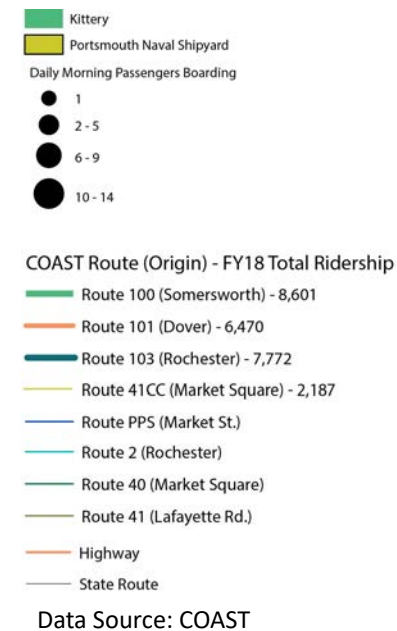 Kittery
Portsmouth Naval Shipyard
Daily Morning Passengers Boarding
1
2 - 5
6 - 9
10 - 14
COAST Route (Origin) - FY18 Total Ridership
Route 100 (Somersworth) - 8,601
Route 101 (Dover) - 6,470
Route 103 (Rochester) - 7,772
Route 41CC (Market Square) - 2,187
Route PPS (Market St.)
Route 2 (Rochester)
Route 40 (Market Square)
Route 41 (Lafayette Rd.)
Highway
State Route
Data Source: COAST